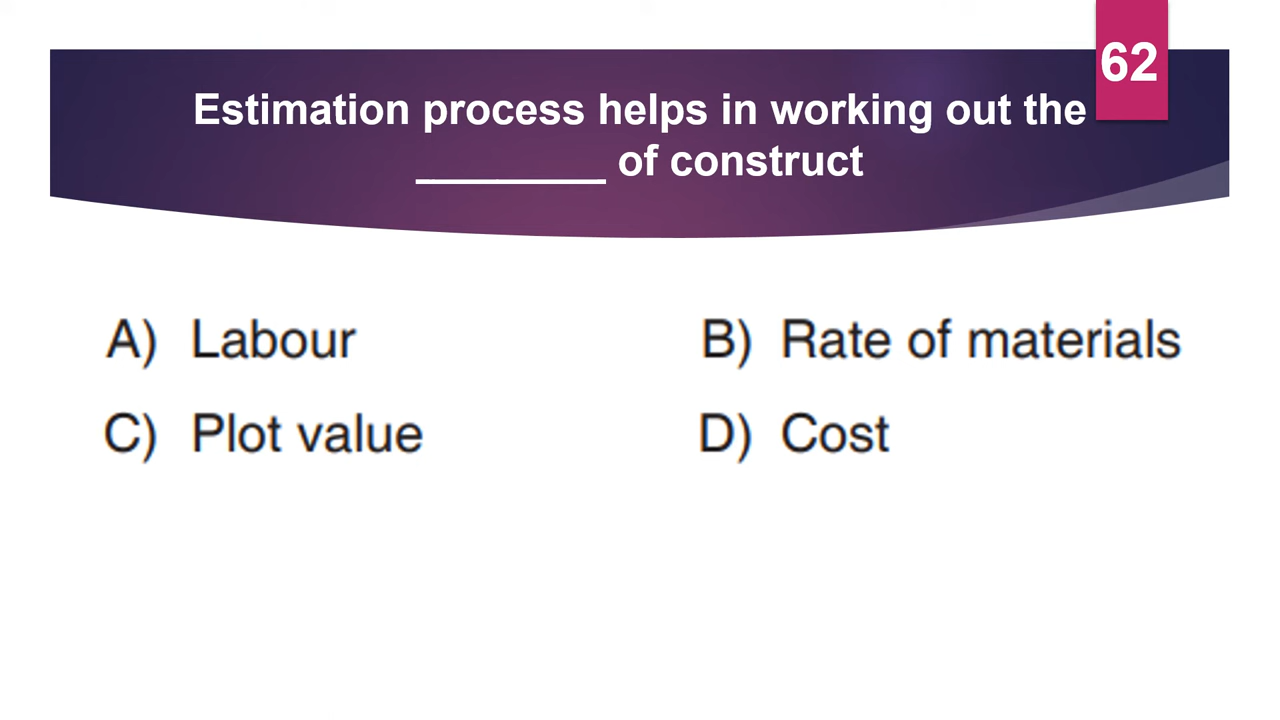 62
Estimation process helps in working out the
________ of construct
A) Labour
B) Rate of materials
C) Plot value
D) Cost